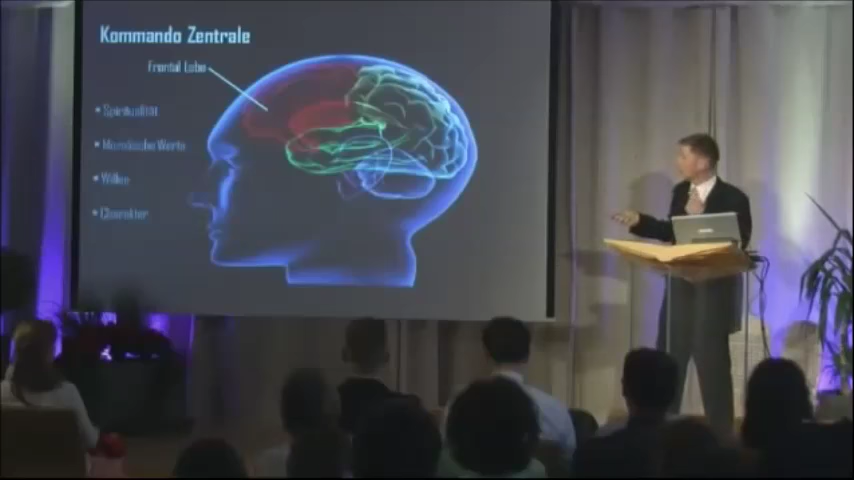 Kommando Zentrale
Frontal Lobe
• Spiritualität
• Moralische Werte
• Wille
• Charakter